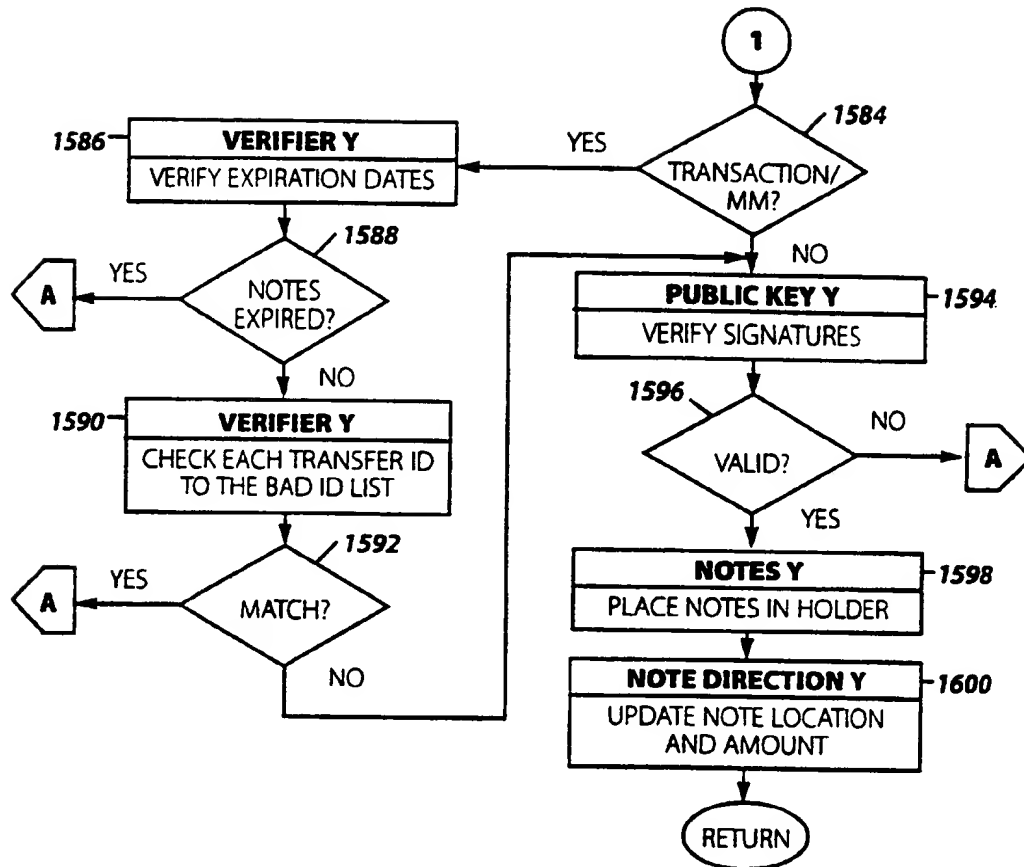 1
1584
TRANSACTION/
MM?
YES
NO
1586
VERIFIER Y
VERIFY EXPIRATION DATES
1588
NOTES
EXPIRED?
YES
A
NO
1590
VERIFIER Y
CHECK EACH TRANSFER ID
TO THE BAD ID LIST
1592
MATCH?
YES
A
NO
PUBLIC KEY Y
1594
VERIFY SIGNATURES
1596
VALID?
NO
A
YES
NOTES Y
1598
PLACE NOTES IN HOLDER
NOTE DIRECTION Y
1600
UPDATE NOTE LOCATION
AND AMOUNT
RETURN